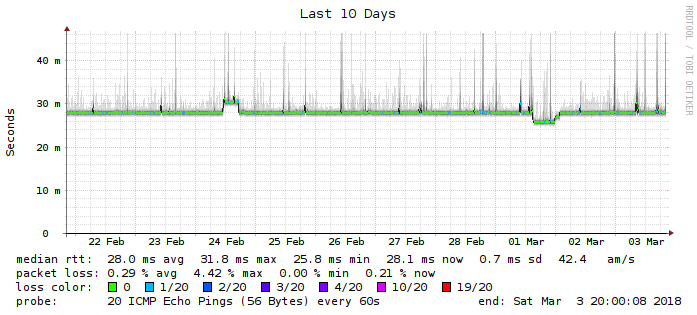 Last 10 Days
RRDTOOL / TOBI OETIKER
Seconds
40 m
30 m
20 m
10 m
0
22 Feb 23 Feb 24 Feb 25 Feb 26 Feb 27 Feb 28 Feb 01 Mar 02 Mar 03 Mar
median rtt: 28.0 ms avg 31.8 ms max 25.8 ms min 28.1 ms now 0.7 ms sd 42.4 am/s
packet loss: 0.29 % avg 4.42 % max 0.00 % min 0.21 % now
loss color: 0 1/20 2/20 3/20 4/20 10/20 19/20
probe: 20 ICMP Echo Pings (56 Bytes) every 60s end: Sat Mar 3 20:00:08 2018